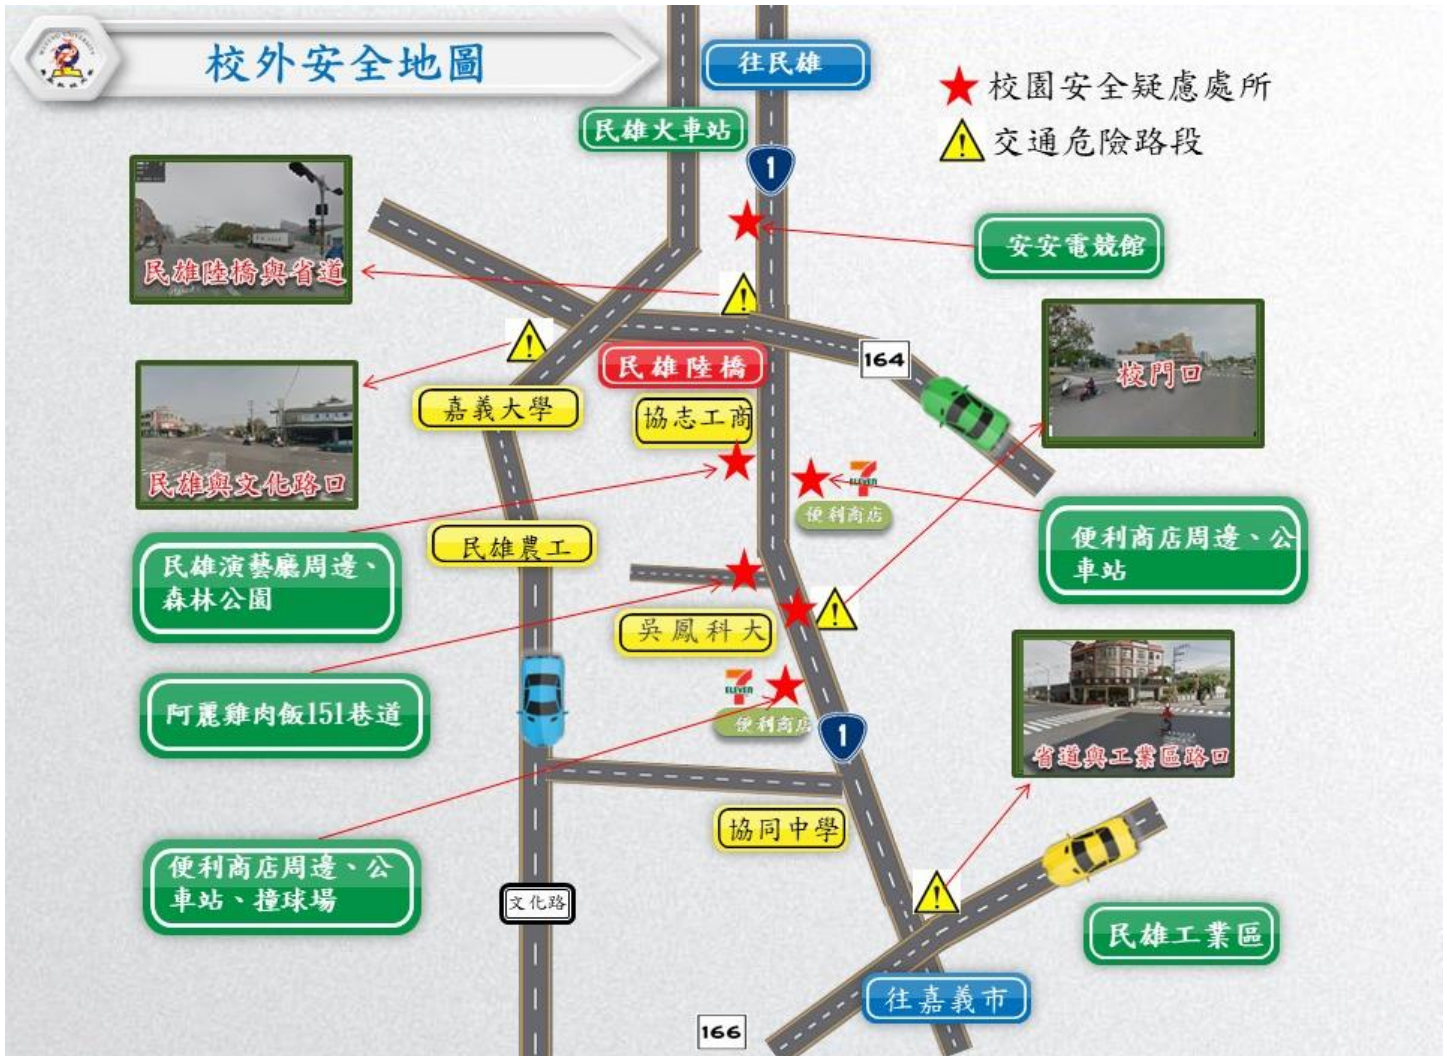 校外安全地圖
往民雄
校園安全疑慮處所
交通危險路段
民雄火車站
1
安安電競館
民雄陸橋與省道
民雄陸橋
164
校門口
嘉義大學
協志工商
民雄與文化路口
7
ELEVEN
便利商店
便利商店周邊、公
車站
民雄農工
民雄演藝廳周邊、
森林公園
吳鳳科大
阿麗雞肉飯151巷道
7
ELEVEN
便利商店
1
省道與工業區路口
協同中學
便利商店周邊、公
車站、撞球場
文化路
民雄工業區
往嘉義市
166